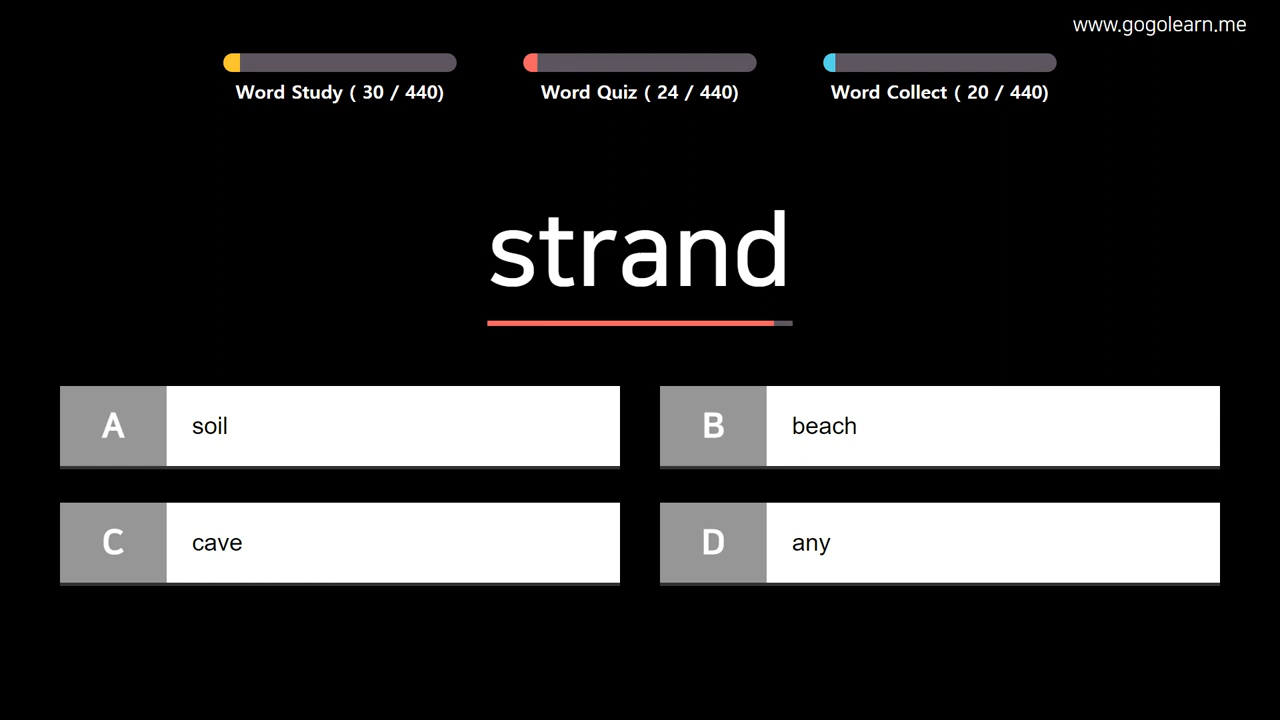 www.gogolearn.me
Word Study ( 30 / 440)
Word Quiz ( 24 / 440)
Word Collect ( 20 / 440)
strand
A soil
B beach
C cave
D any